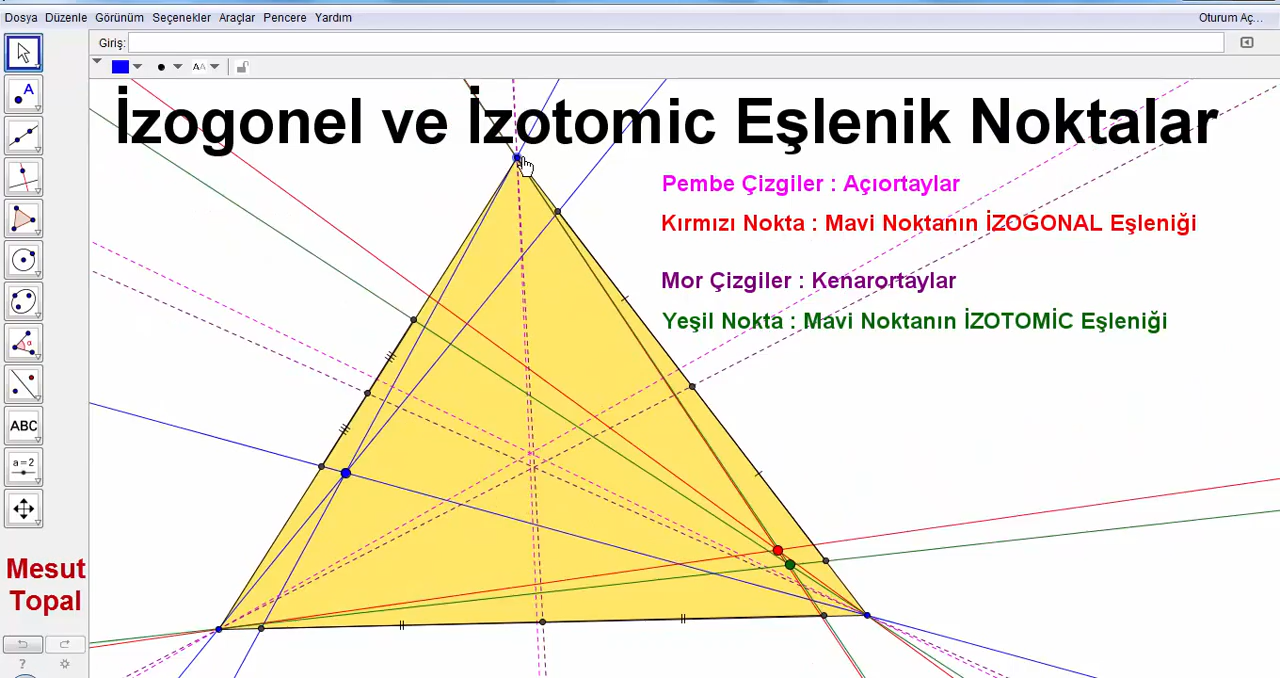 Dosya Düzenle Görünüm Seçenekler Araçlar Pencere Yardım Oturum Aç...
Giriş:
AA
İzogonel ve İzotomic Eşlenik Noktalar
Pembe Çizgiler : Açıortaylar
Kırmızı Nokta : Mavi Noktanın İZOGONAL Eşleniği
Mor Çizgiler : Kenarortaylar
Yeşil Nokta : Mavi Noktanın İZOTOMİC Eşleniği
A
α
ABC
a=2
Mesut
Topal
?